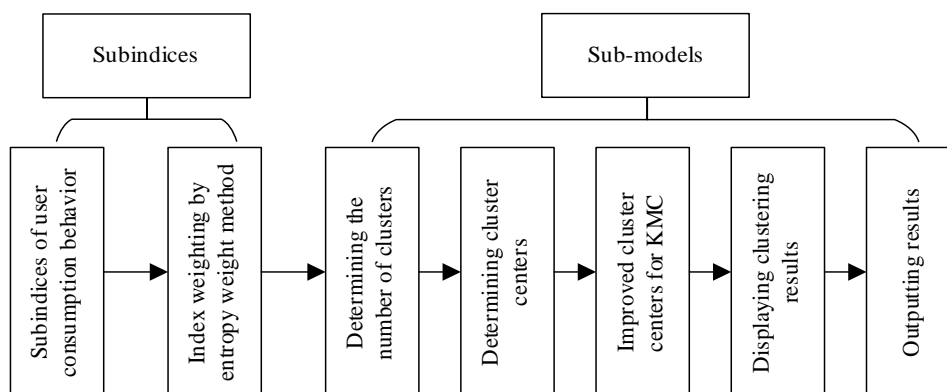 Subindices
Sub-models
Subindices of user
consumption behavior
Index weighting by
entropy weight method
Determining the
number of clusters
Determining cluster
centers
Improved cluster
centers for KMC
Displaying clustering
results
Outputing results